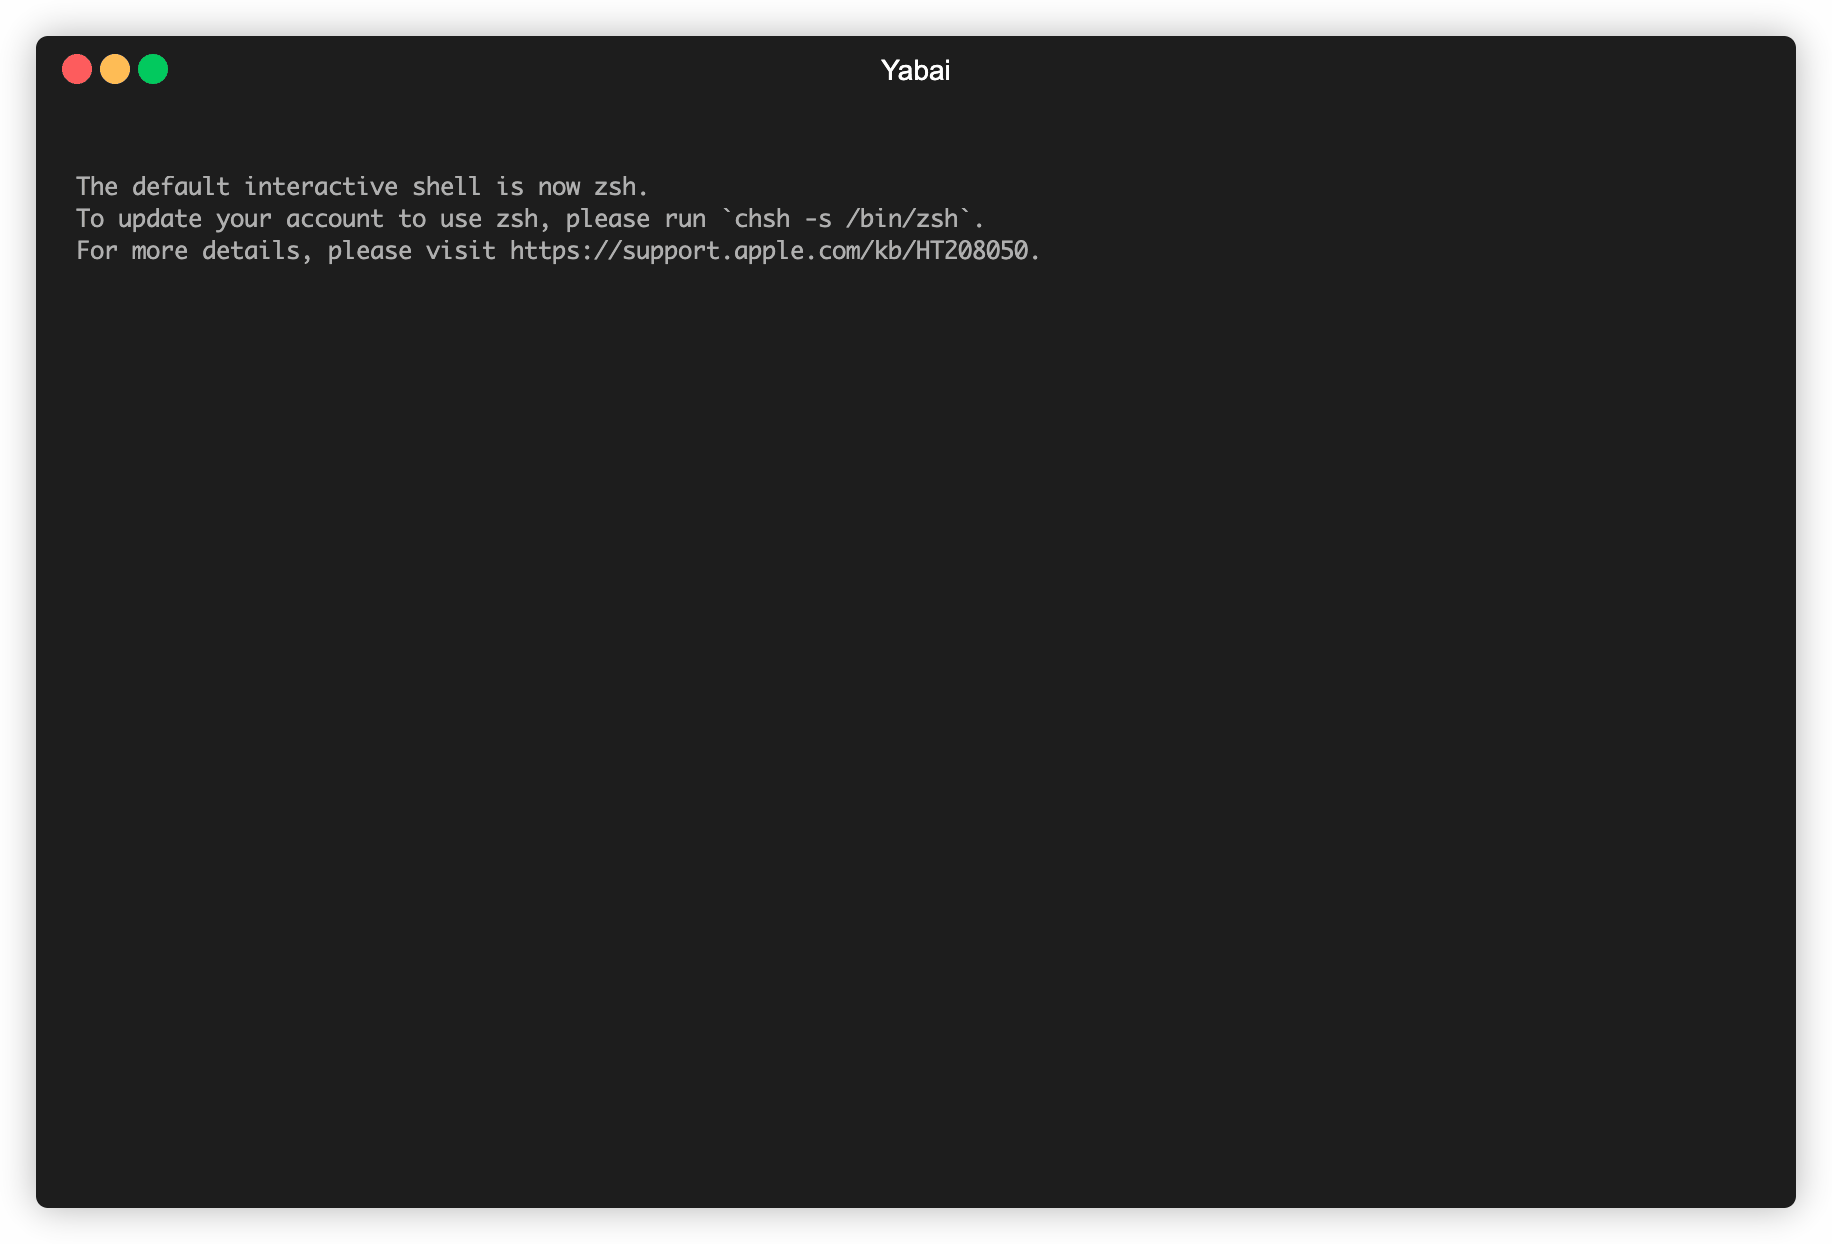 Yabai
The default interactive shell is now zsh.
To update your account to use zsh, please run `chsh -s /bin/zsh`.
For more details, please visit https://support.apple.com/kb/HT208050.